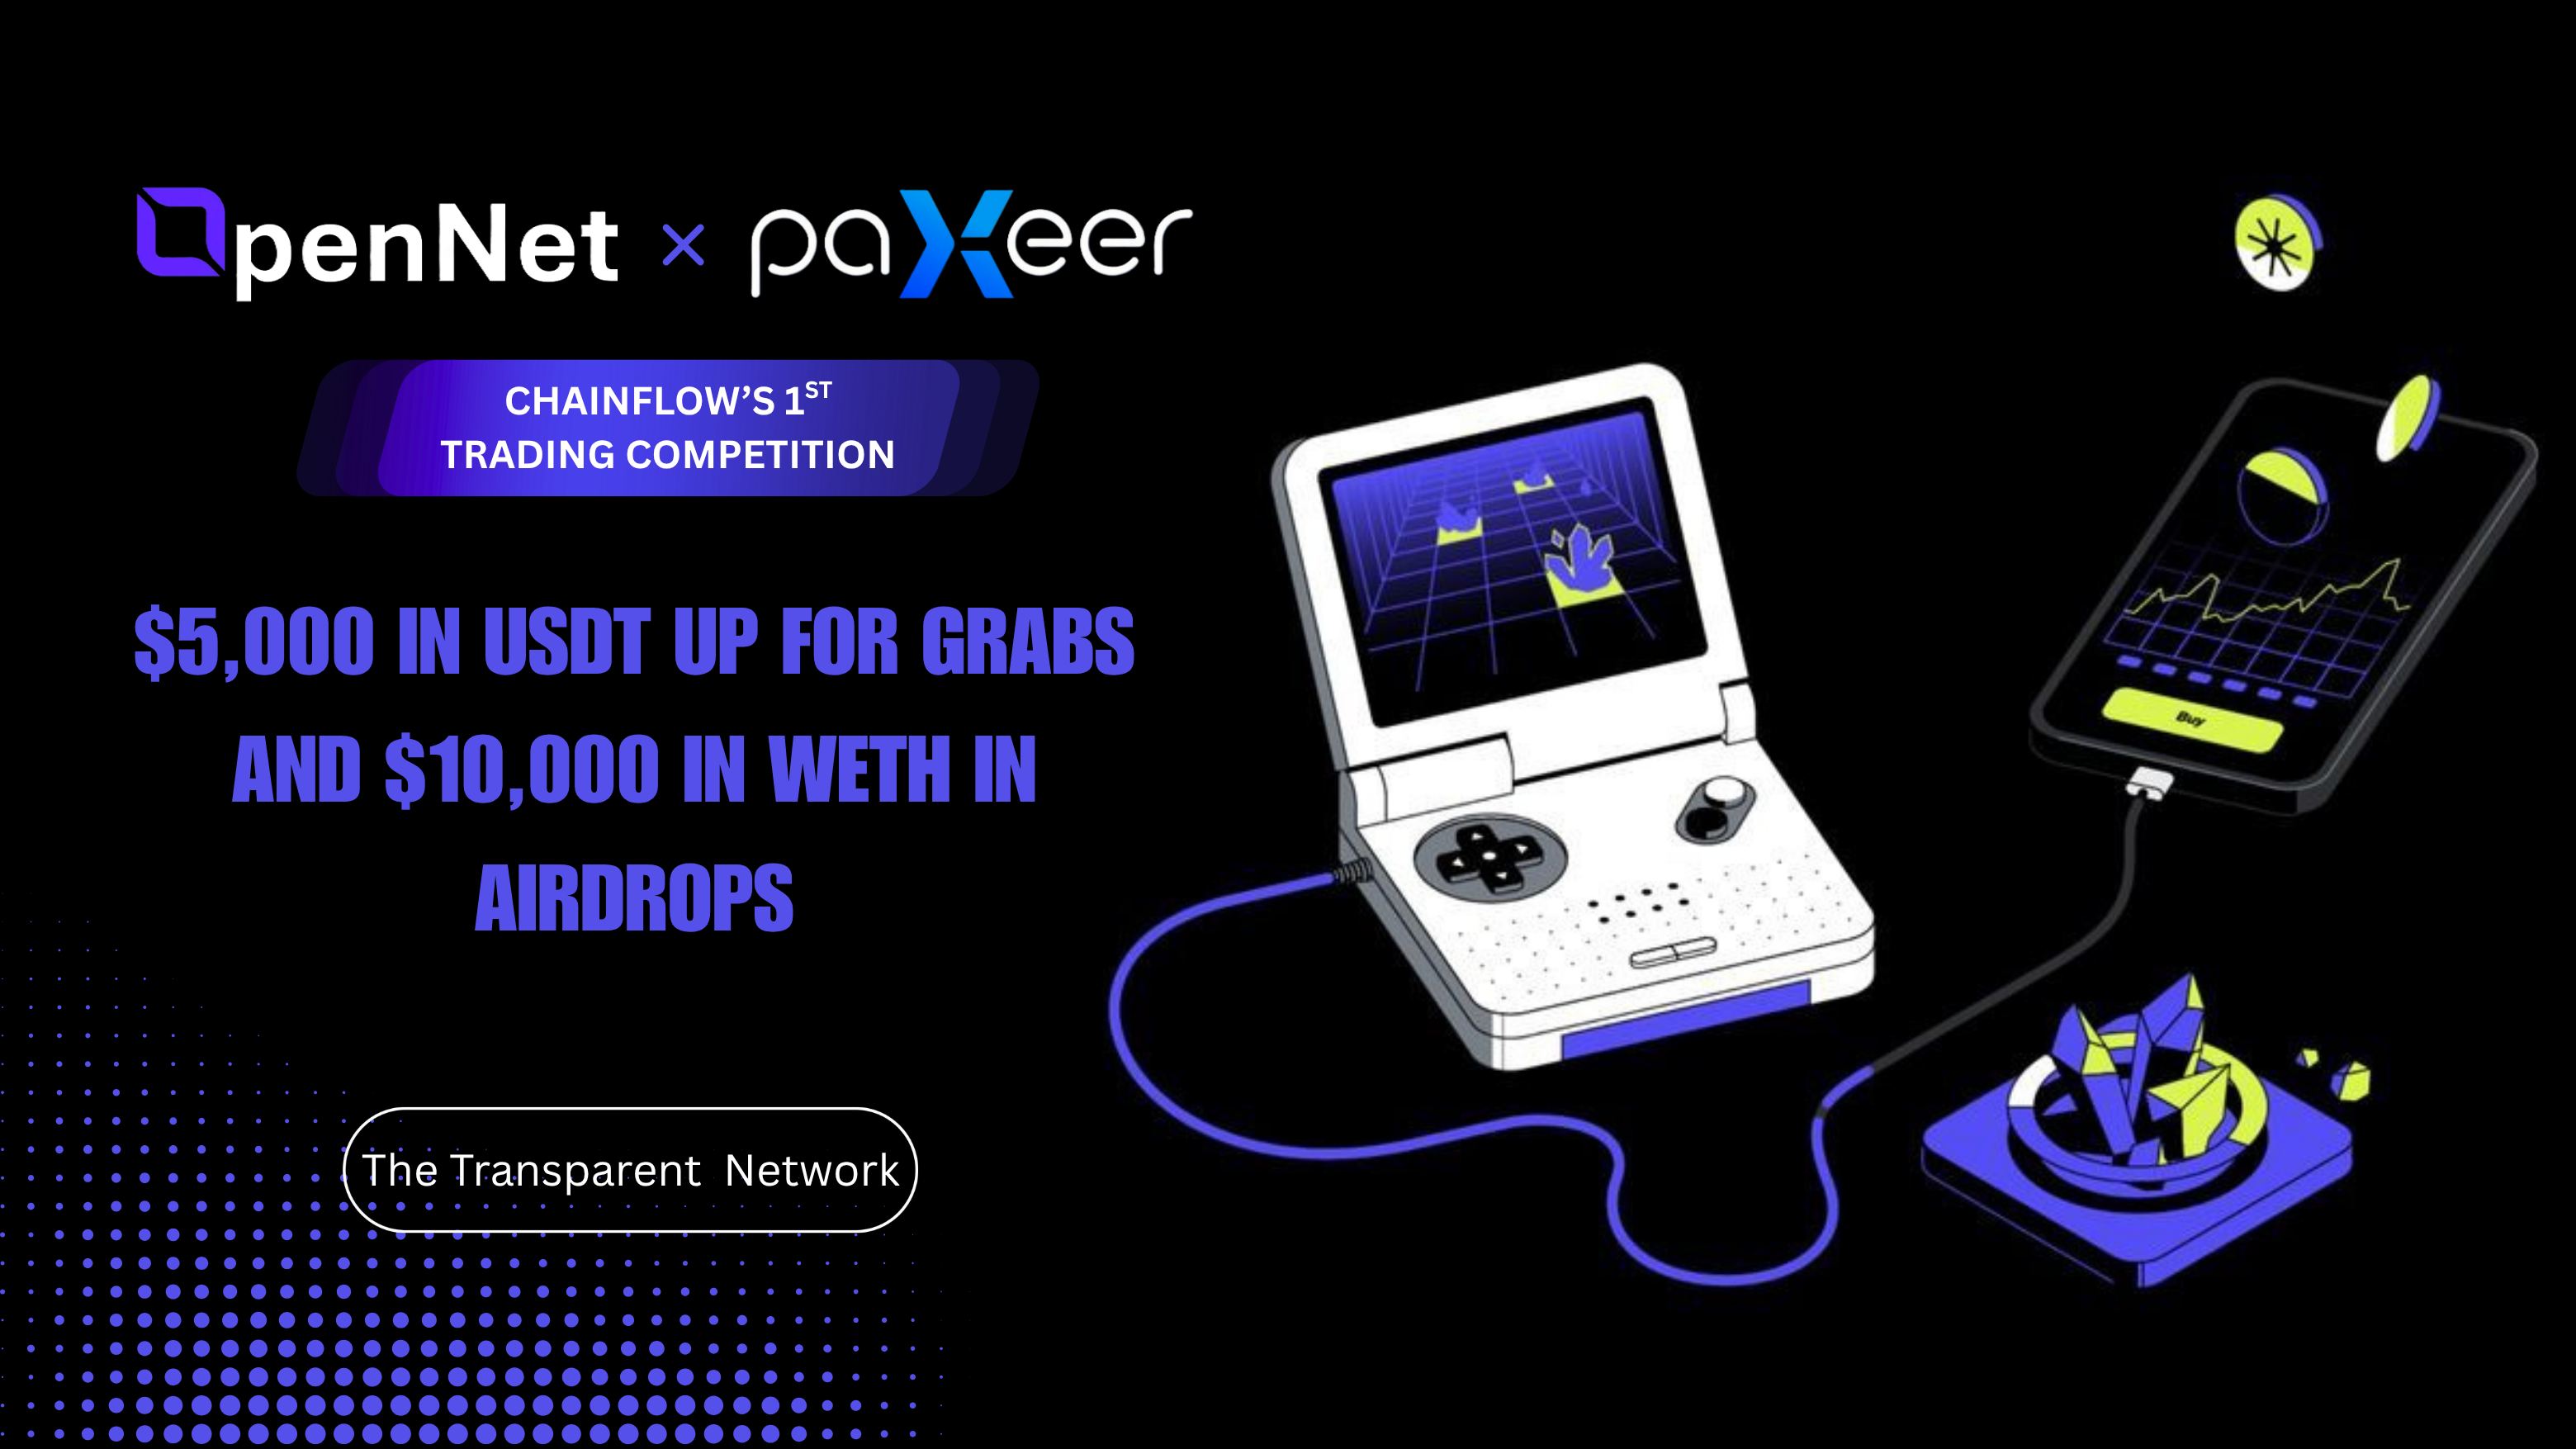 OpenNet × paXeer
CHAINFLOW'S 1ST
TRADING COMPETITION
$5,000 IN USDT UP FOR GRABS
AND $10,000 IN WETH IN
AIRDROPS
The Transparent Network
Buy